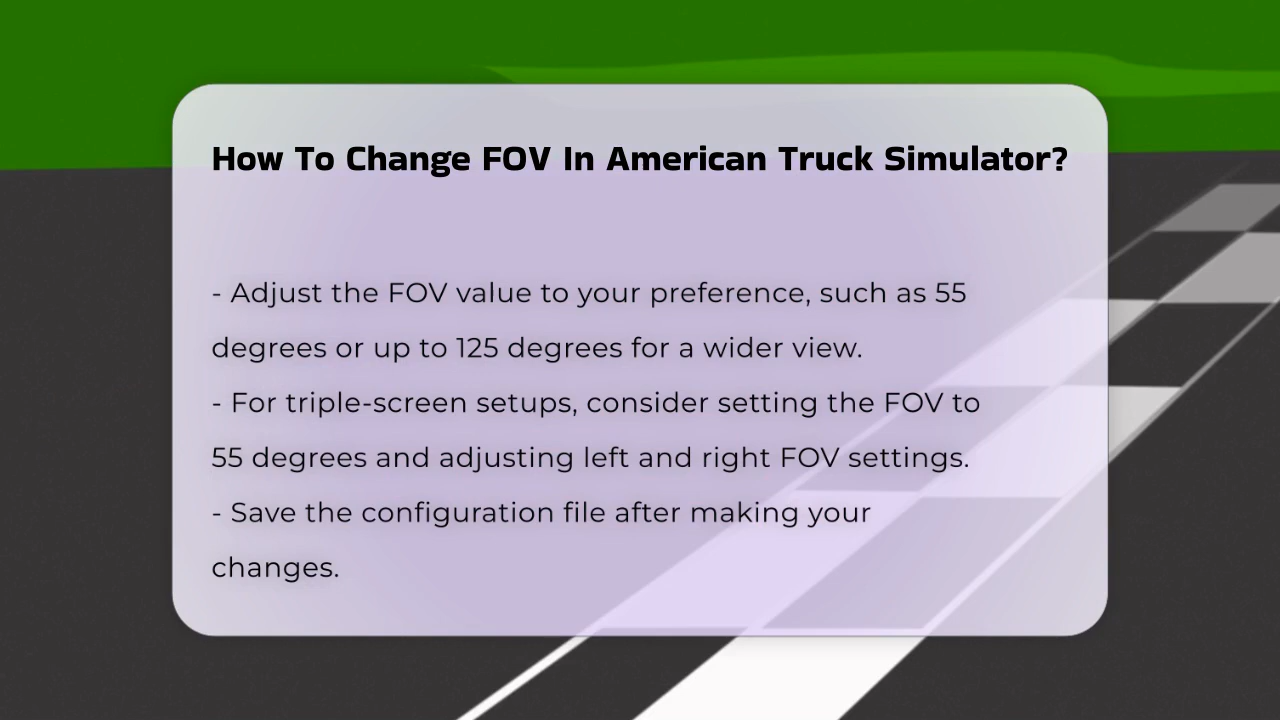 How To Change FOV In American Truck Simulator?
- Adjust the FOV value to your preference, such as 55
degrees or up to 125 degrees for a wider view.
- For triple-screen setups, consider setting the FOV to
55 degrees and adjusting left and right FOV settings.
- Save the configuration file after making your
changes.